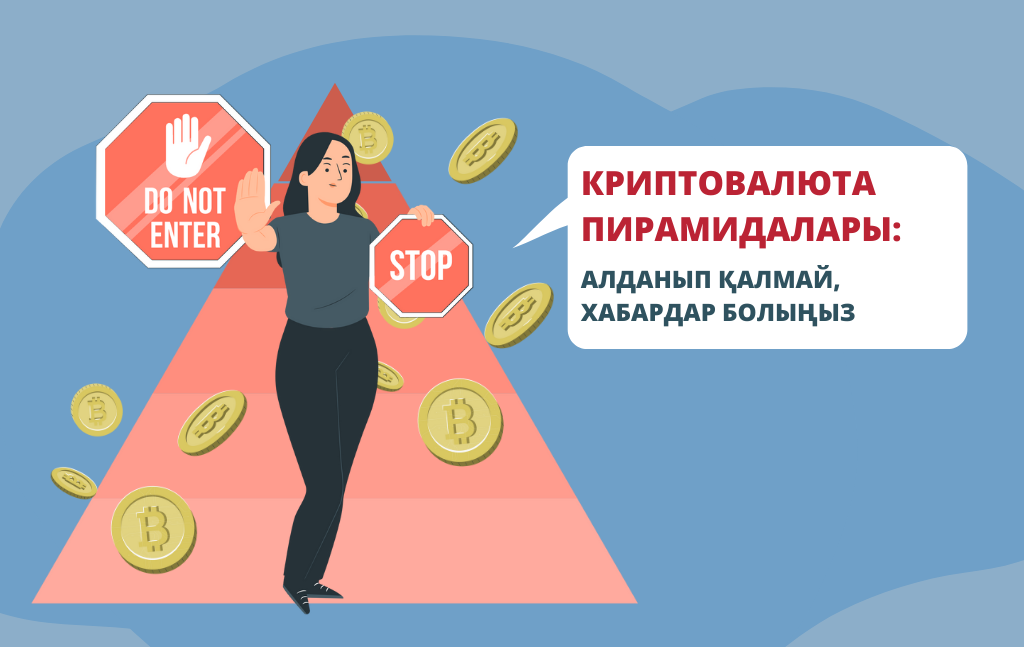 DO NOT
ENTER
STOP
КРИПТОВАЛЮТА
ПИРАМИДАЛАРЫ:
АЛДАНЫП ҚАЛМАЙ,
ХАБАРДАР БОЛЫҢЫЗ